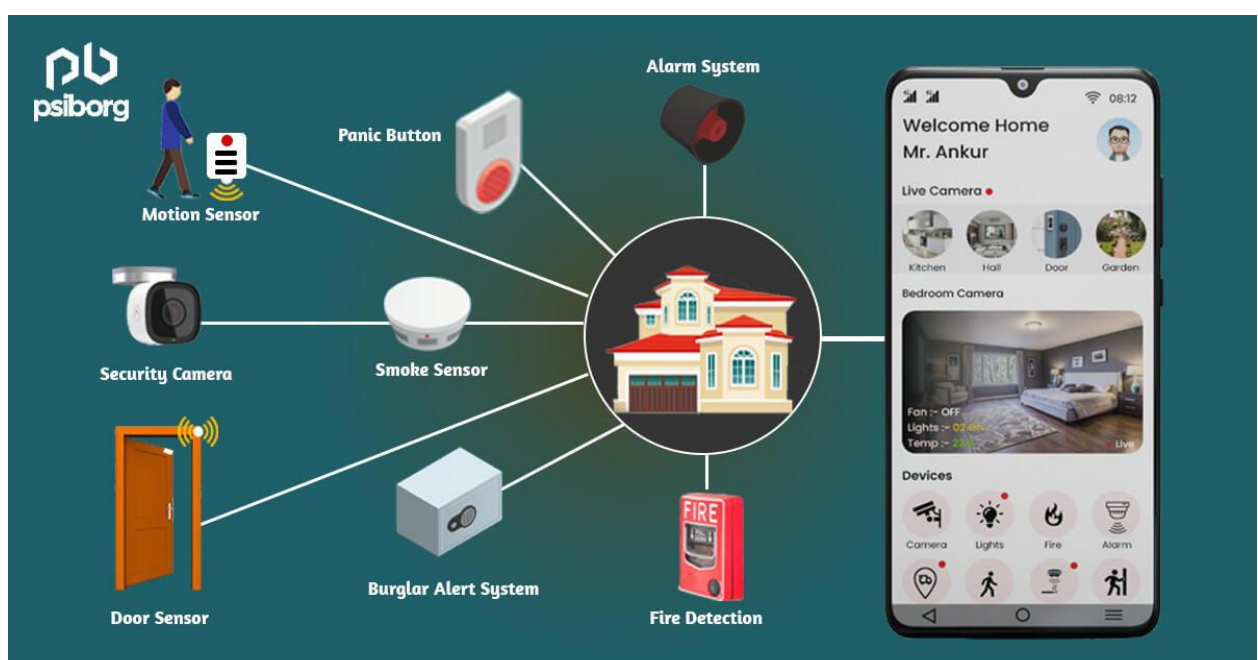 psiborg
Motion Sensor
Panic Button
Alarm System
Security Camera
Smoke Sensor
Door Sensor
Burglar Alert System
FIRE
Fire Detection
08:12
Welcome Home
Mr. Ankur
Live Camera
Kitchen Hall Door Garden
Bedroom Camera
Fan :- OFF
Lights :- 02 On
Temp :-
Live
Devices
Camera Lights Fire Alarm